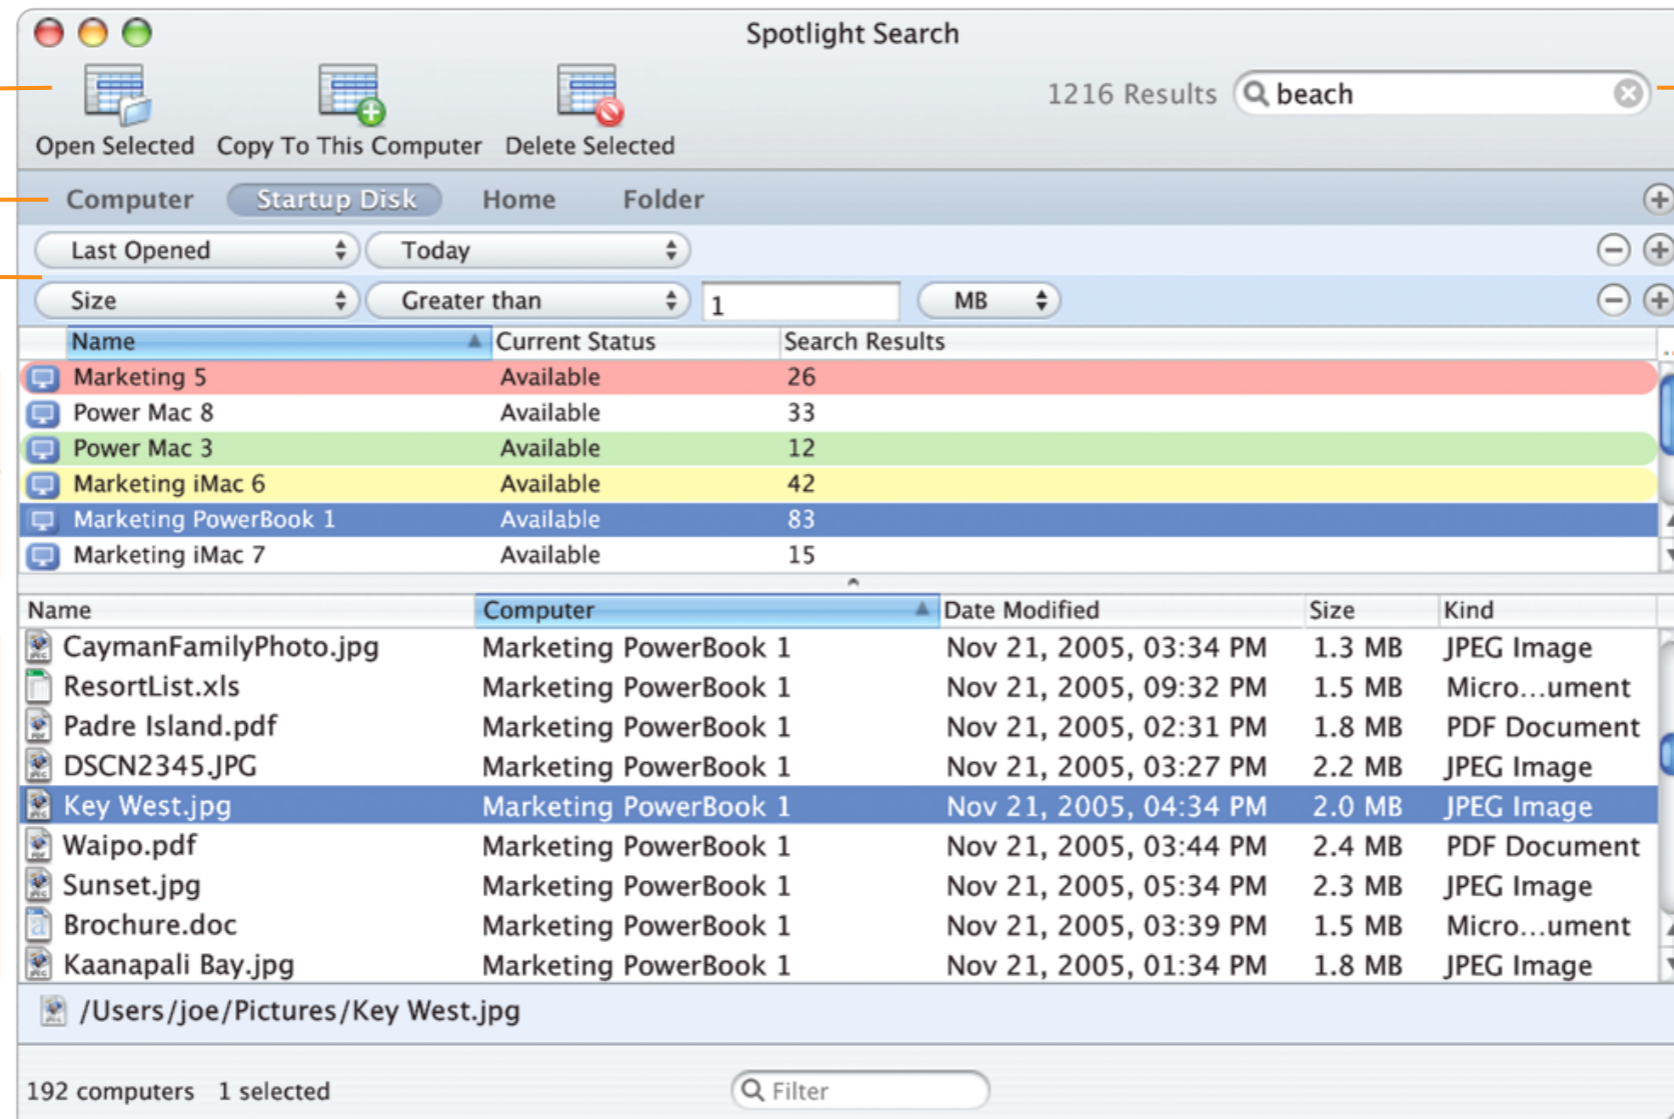 Spotlight Search
Open Selected Copy To This Computer Delete Selected 1216 Results beach
Computer Startup Disk Home Folder
Last Opened Today
Size Greater than 1 MB
Name Current Status Search Results
Marketing 5 Available 26
Power Mac 8 Available 33
Power Mac 3 Available 12
Marketing iMac 6 Available 42
Marketing PowerBook 1 Available 83
Marketing iMac 7 Available 15
Name Computer Date Modified Size Kind
CaymanFamilyPhoto.jpg Marketing PowerBook 1 Nov 21, 2005, 03:34 PM 1.3 MB JPEG Image
ResortList.xls Marketing PowerBook 1 Nov 21, 2005, 09:32 PM 1.5 MB Micro...ument
Padre Island.pdf Marketing PowerBook 1 Nov 21, 2005, 02:31 PM 1.8 MB PDF Document
DSCN2345.JPG Marketing PowerBook 1 Nov 21, 2005, 03:27 PM 2.2 MB JPEG Image
Key West.jpg Marketing PowerBook 1 Nov 21, 2005, 04:34 PM 2.0 MB JPEG Image
Waipo.pdf Marketing PowerBook 1 Nov 21, 2005, 03:44 PM 2.4 MB PDF Document
Sunset.jpg Marketing PowerBook 1 Nov 21, 2005, 05:34 PM 2.3 MB JPEG Image
Brochure.doc Marketing PowerBook 1 Nov 21, 2005, 03:39 PM 1.5 MB Micro...ument
Kaanapali Bay.jpg Marketing PowerBook 1 Nov 21, 2005, 01:34 PM 1.8 MB JPEG Image
/Users/joe/Pictures/Key West.jpg
192 computers 1 selected Filter